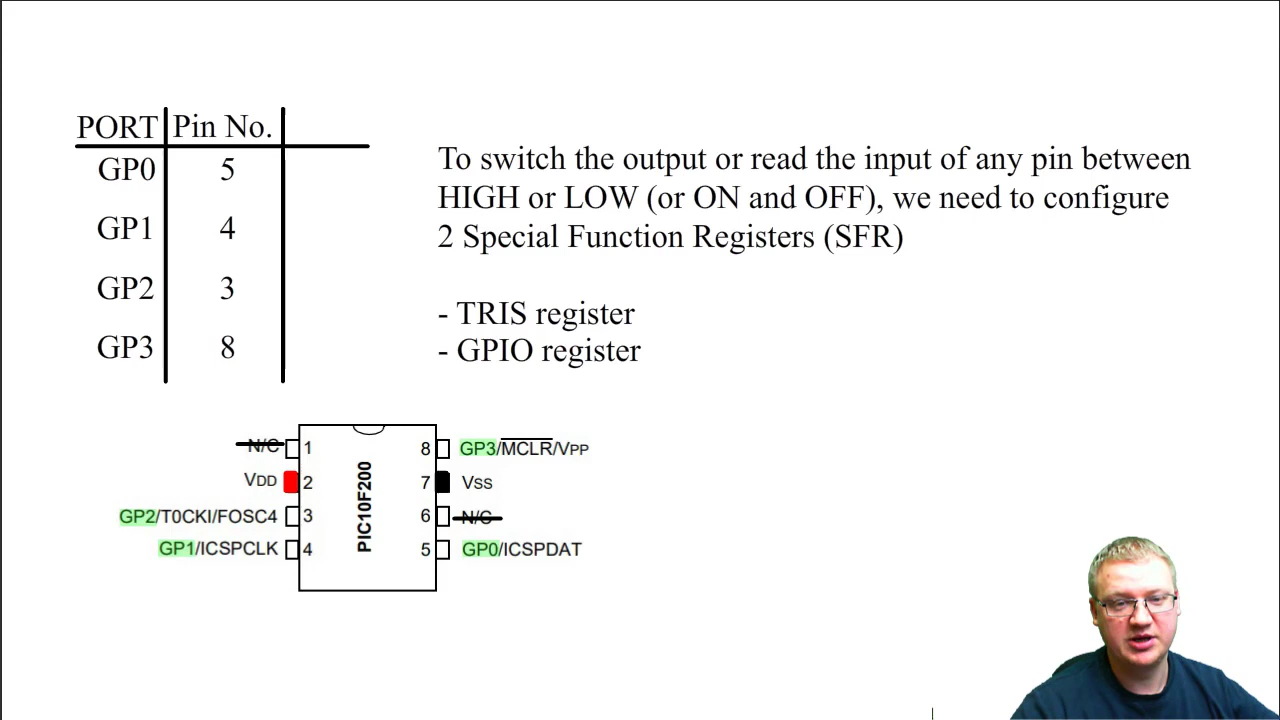 PORT Pin No.
GP0 5
GP1 4
GP2 3
GP3 8
To switch the output or read the input of any pin between
HIGH or LOW (or ON and OFF), we need to configure
2 Special Function Registers (SFR)
- TRIS register
- GPIO register
N/C 1 8 GP3/MCLR/VPP
VDD 2 7 VSS
GP2/T0CKI/FOSC4 3 6 N/C
GP1/ICSPCLK 4 5 GP0/ICSPDAT
PIC10F200